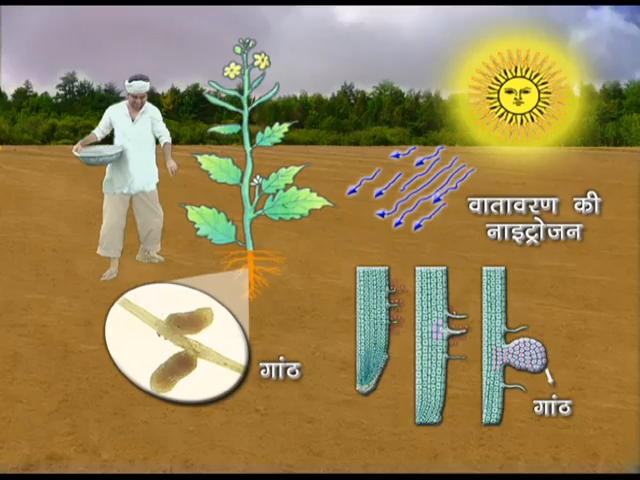 वातावरण की
नाइट्रोजन
गांठ
गांठ